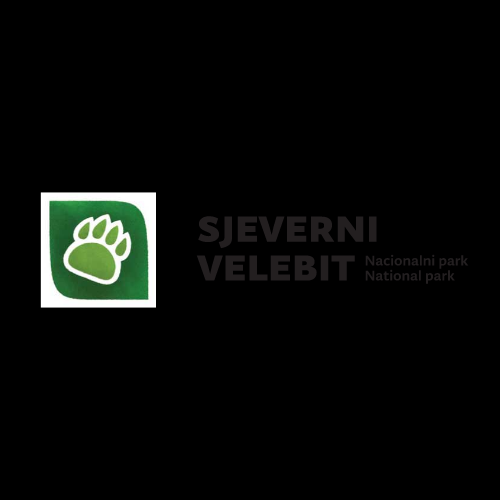 SJEVERNI
VELEBIT Nacionalni park
National park